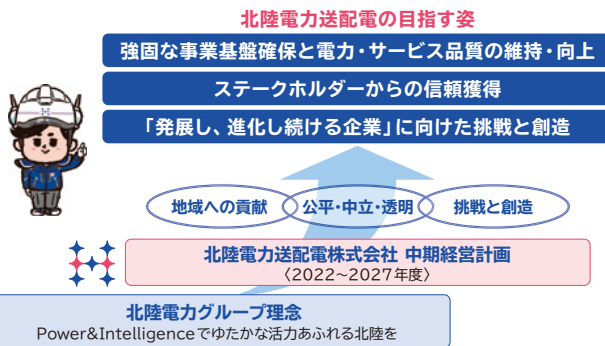 北陸電力送配電の目指す姿
強固な事業基盤確保と電力・サービス品質の維持・向上
ステークホルダーからの信頼獲得
「発展し、進化し続ける企業」に向けた挑戦と創造
地域への貢献
公平・中立・透明
挑戦と創造
北陸電力送配電株式会社 中期経営計画
〈2022~2027年度〉
北陸電力グループ理念
Power&Intelligenceでゆたかな活力あふれる北陸を